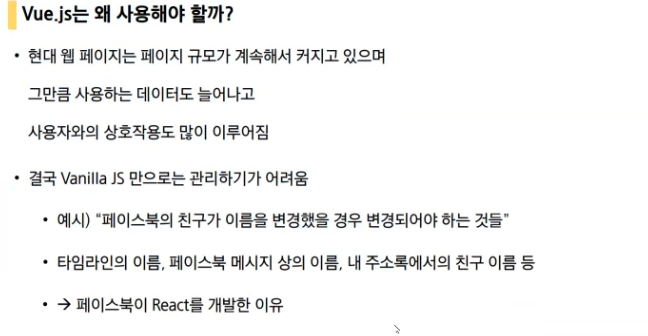 Vue.js는 왜 사용해야 할까?
• 현대 웹 페이지는 페이지 규모가 계속해서 커지고 있으며
그만큼 사용하는 데이터도 늘어나고
사용자와의 상호작용도 많이 이루어짐
• 결국 Vanilla JS 만으로는 관리하기가 어려움
• 예시) “페이스북의 친구가 이름을 변경했을 경우 변경되어야 하는 것들”
• 타임라인의 이름, 페이스북 메시지 상의 이름, 내 주소록에서의 친구 이름 등
• → 페이스북이 React를 개발한 이유